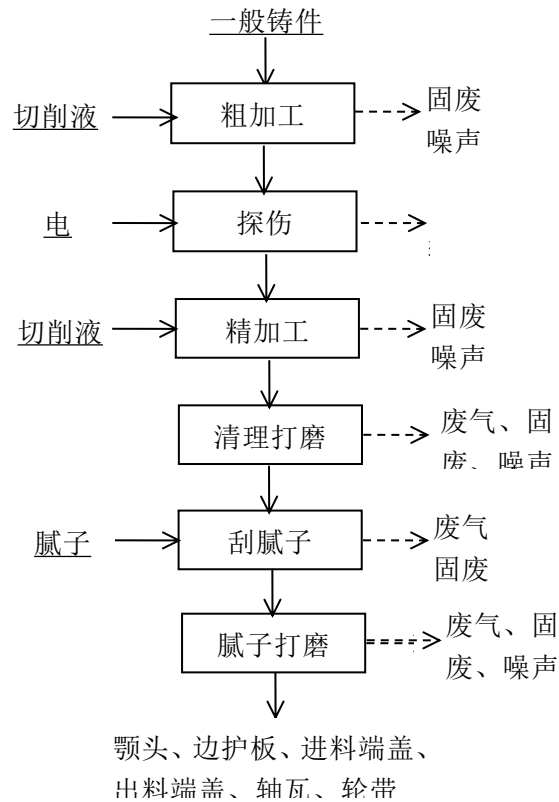 一般铸件
切削液
粗加工
固废
噪声
电
探伤
切削液
精加工
固废
噪声
清理打磨
废气、固
废、噪声
腻子
刮腻子
废气
固废
腻子打磨
废气、固
废、噪声
颚头、边护板、进料端盖、
出料端盖、轴瓦、轮带